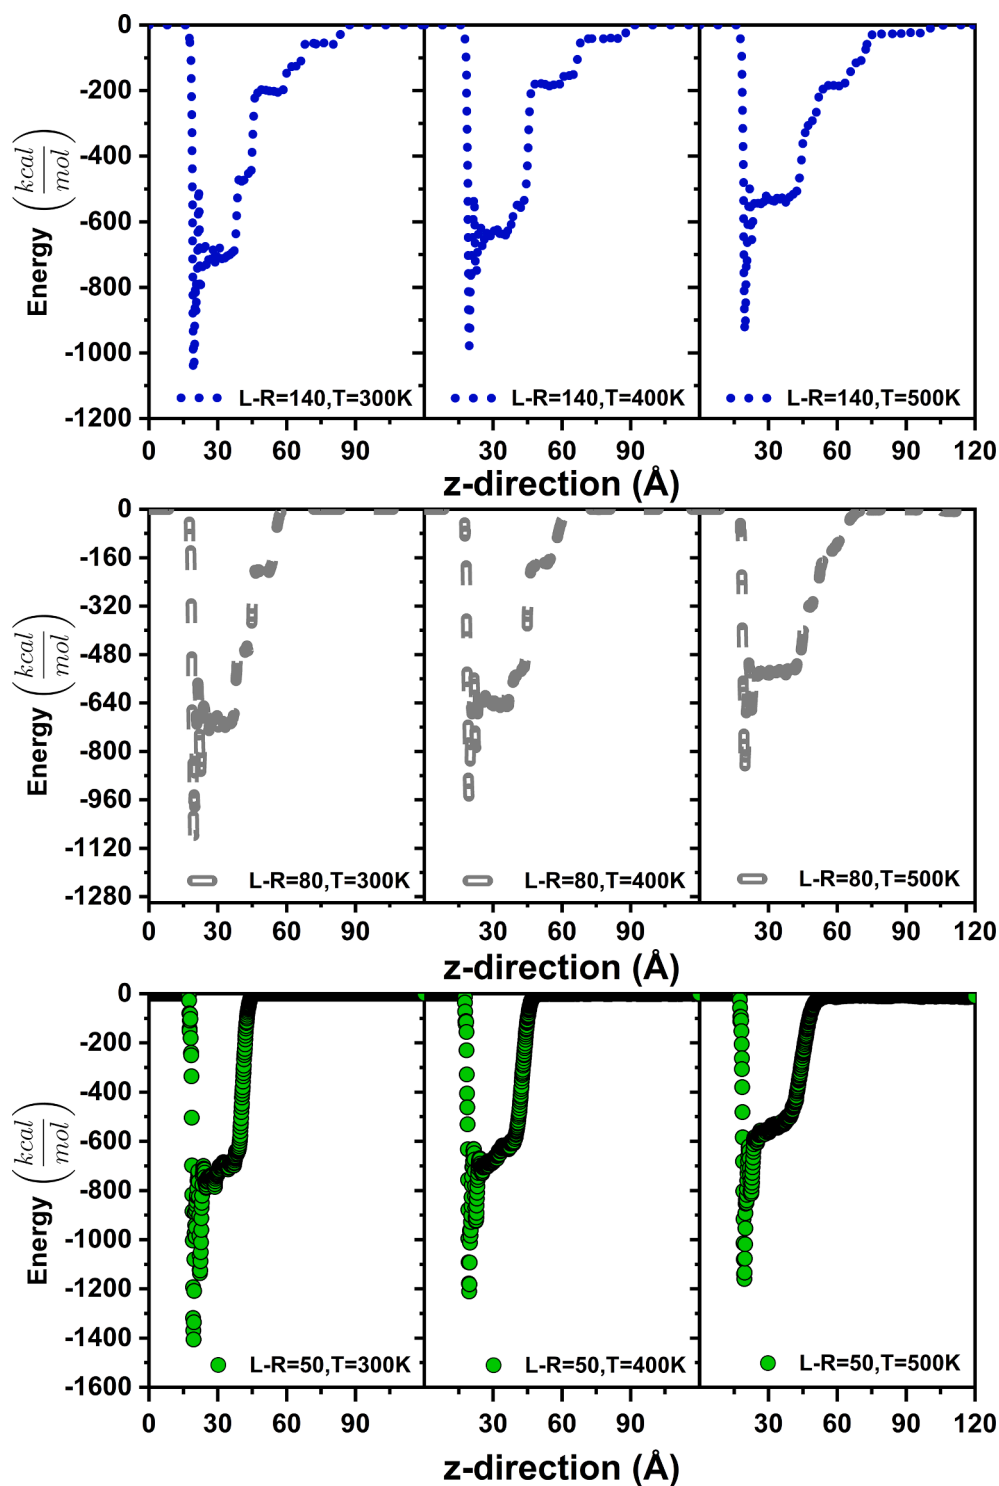 0
-200
-400
-600
-800
-1000
-1200
Energy (kcal/mol)
L-R=140,T=300K
L-R=140,T=400K
L-R=140,T=500K
0 30 60 90 30 60 90 30 60 90 120
z-direction (Å)
0
-160
-320
-480
-640
-800
-960
-1120
-1280
Energy (kcal/mol)
L-R=80,T=300K
L-R=80,T=400K
L-R=80,T=500K
0 30 60 90 30 60 90 30 60 90 120
z-direction (Å)
0
-200
-400
-600
-800
-1000
-1200
-1400
-1600
Energy (kcal/mol)
L-R=50,T=300K
L-R=50,T=400K
L-R=50,T=500K
0 30 60 90 30 60 90 30 60 90 120
z-direction (Å)